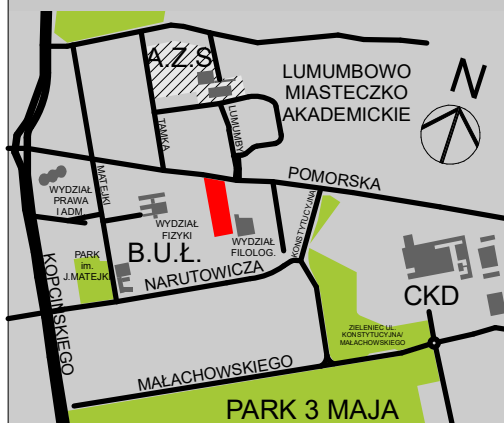 A.Z.S
LUMUMBOWO
MIASTECZKO
AKADEMICKIE
N
TAMKA
LUMUMBY
POMORSKA
MATEJKI
WYDZIAŁ
PRAWA
I ADM.
WYDZIAŁ
FIZYKI
WYDZIAŁ
FILOLOG.
KONSTYTUCYJNA
B.U.Ł.
PARK
im.
J.MATEJKI
NARUTOWICZA
KOPCIŃSKIEGO
CKD
ZIELENIEC UL.
KONSTYTUCYJNA/
MAŁACHOWSKIEGO
MAŁACHOWSKIEGO
PARK 3 MAJA